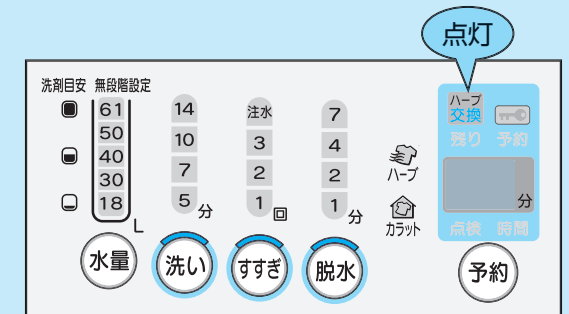 点灯
洗剤目安 無段階設定
61
50
40
30
18
L
14
10
7
5
分
注水
3
2
1
回
7
4
2
1
分
ハーブ
カラット
ハーブ
交換
残り 予約
分
点検 時間
水量
洗い
すすぎ
脱水
予約